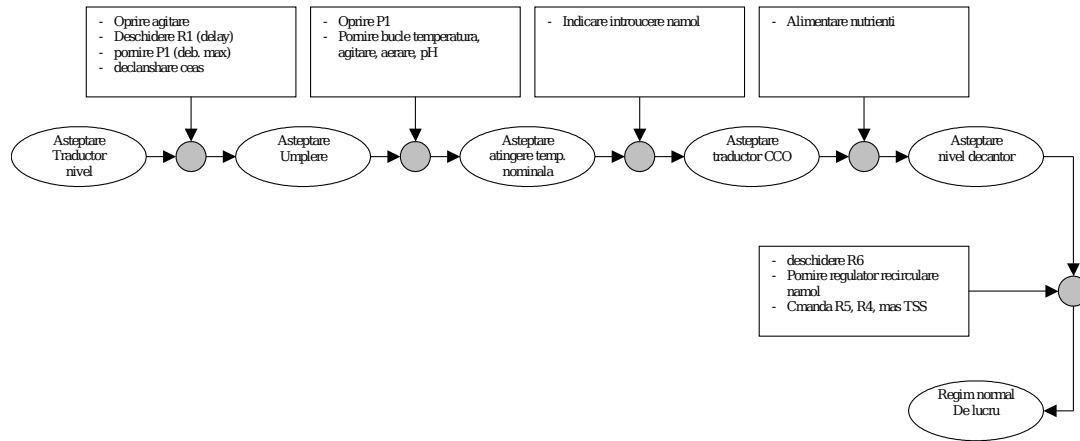 - Oprire agitare
- Deschidere R1 (delay)
- pornire P1 (deb. max)
- declanshare ceas
- Oprire P1
- Pornire bucle temperatura,
agitare, aerare, pH
- Indicare introucere namol
- Alimentare nutrienti
Asteptare
Traductor
nivel
Asteptare
Umplere
Asteptare
atingere temp.
nominala
Asteptare
traductor CCO
Asteptare
nivel decantor
- deschidere R6
- Pornire regulator recirculare
namol
- Cmanda R5, R4, mas TSS
Regim normal
De lucru